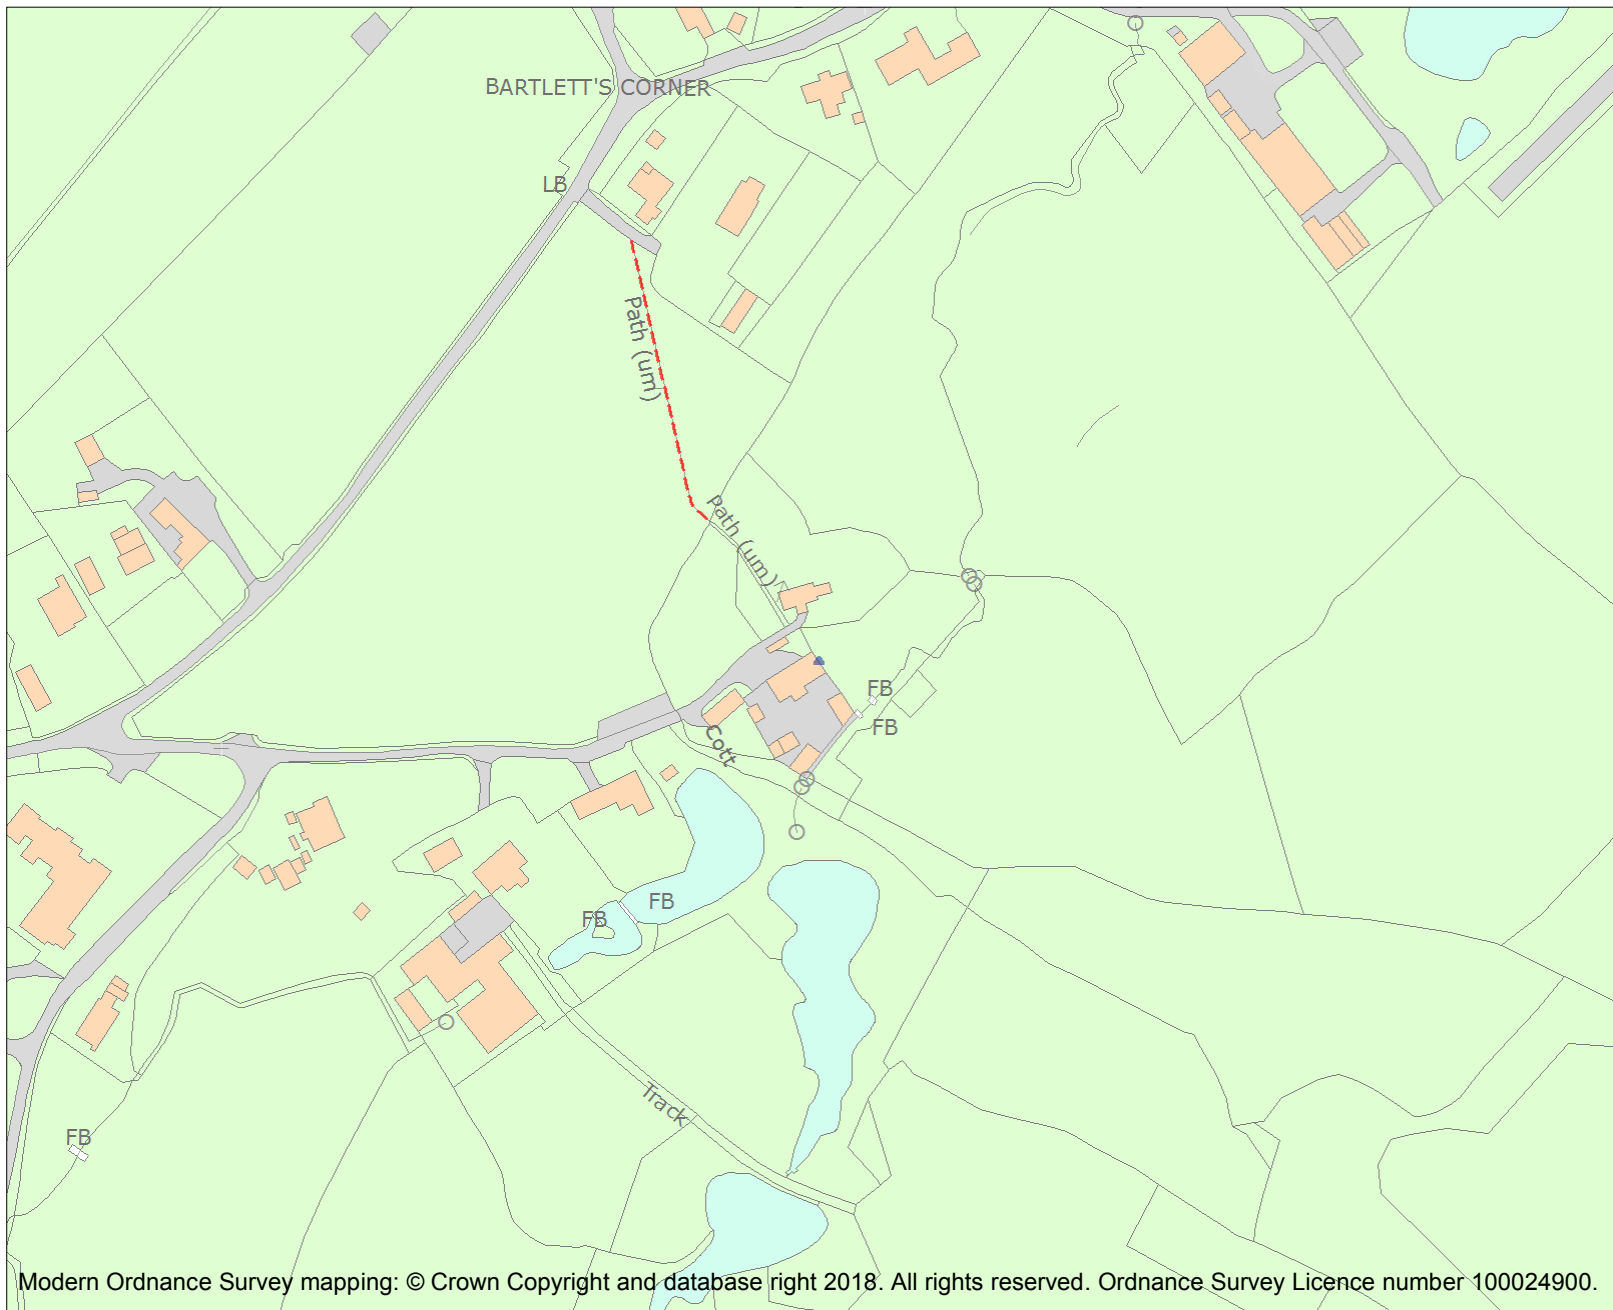 BARTLETT'S CORNER
LB
Path (um)
Path (um)
FB
FB
Cott
FB
FB
Track
FB
Modern Ordnance Survey mapping: © Crown Copyright and database right 2018. All rights reserved. Ordnance Survey Licence number 100024900.